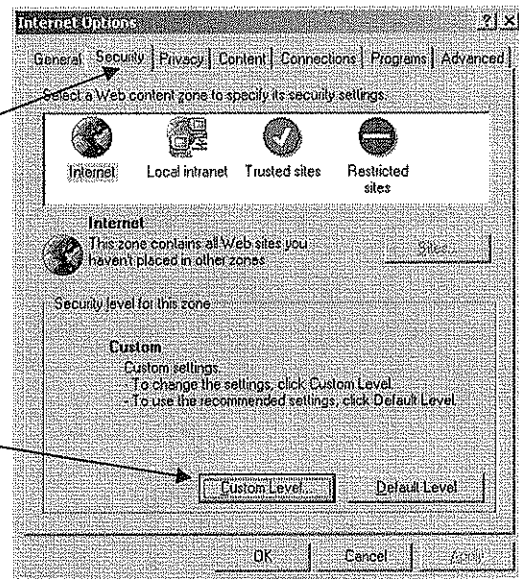 Internet Options
General Security Privacy Content Connections Programs Advanced
Select a Web content zone to specify its security settings.
Internet Local intranet Trusted sites Restricted sites
Internet
This zone contains all Web sites you
haven't placed in other zones
Sites...
Security level for this zone
Custom
Custom settings.
- To change the settings, click Custom Level.
- To use the recommended settings, click Default Level.
Custom Level... Default Level
OK Cancel Apply